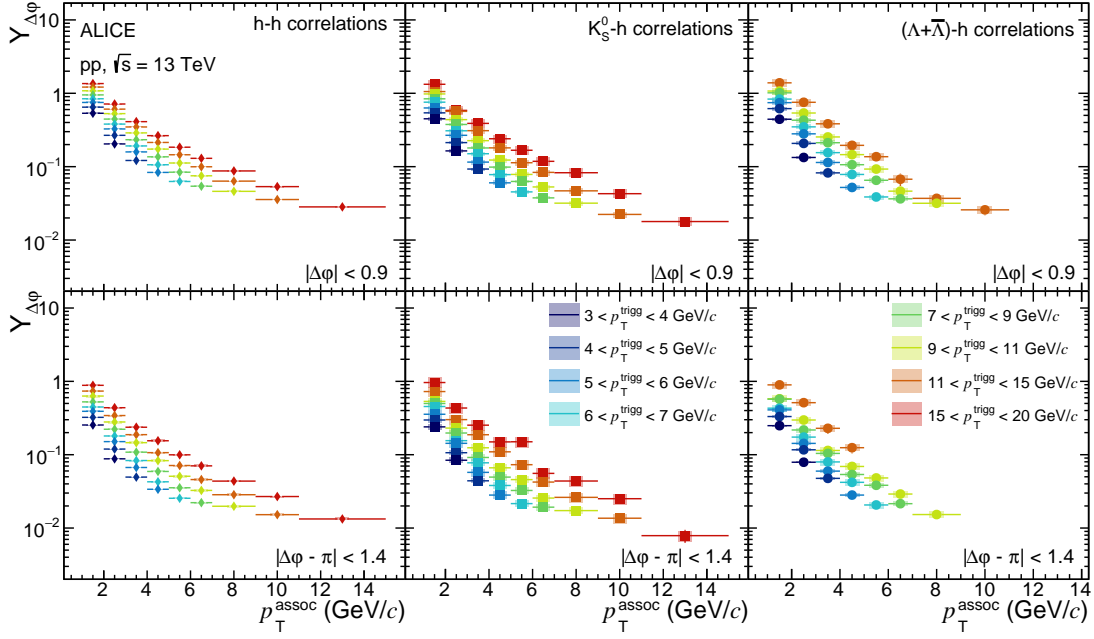 Y_Δφ
10
1
10⁻¹
10⁻²
ALICE
pp, √s = 13 TeV
h-h correlations
|Δφ| < 0.9
K⁰_S-h correlations
|Δφ| < 0.9
(Λ+Λ̅)-h correlations
|Δφ| < 0.9
Y_Δφ
10
1
10⁻¹
10⁻²
|Δφ - π| < 1.4
3 < p_T^trigg < 4 GeV/c
4 < p_T^trigg < 5 GeV/c
5 < p_T^trigg < 6 GeV/c
6 < p_T^trigg < 7 GeV/c
|Δφ - π| < 1.4
7 < p_T^trigg < 9 GeV/c
9 < p_T^trigg < 11 GeV/c
11 < p_T^trigg < 15 GeV/c
15 < p_T^trigg < 20 GeV/c
|Δφ - π| < 1.4
2 4 6 8 10 12 14
2 4 6 8 10 12 14
2 4 6 8 10 12 14
p_T^assoc (GeV/c)
p_T^assoc (GeV/c)
p_T^assoc (GeV/c)